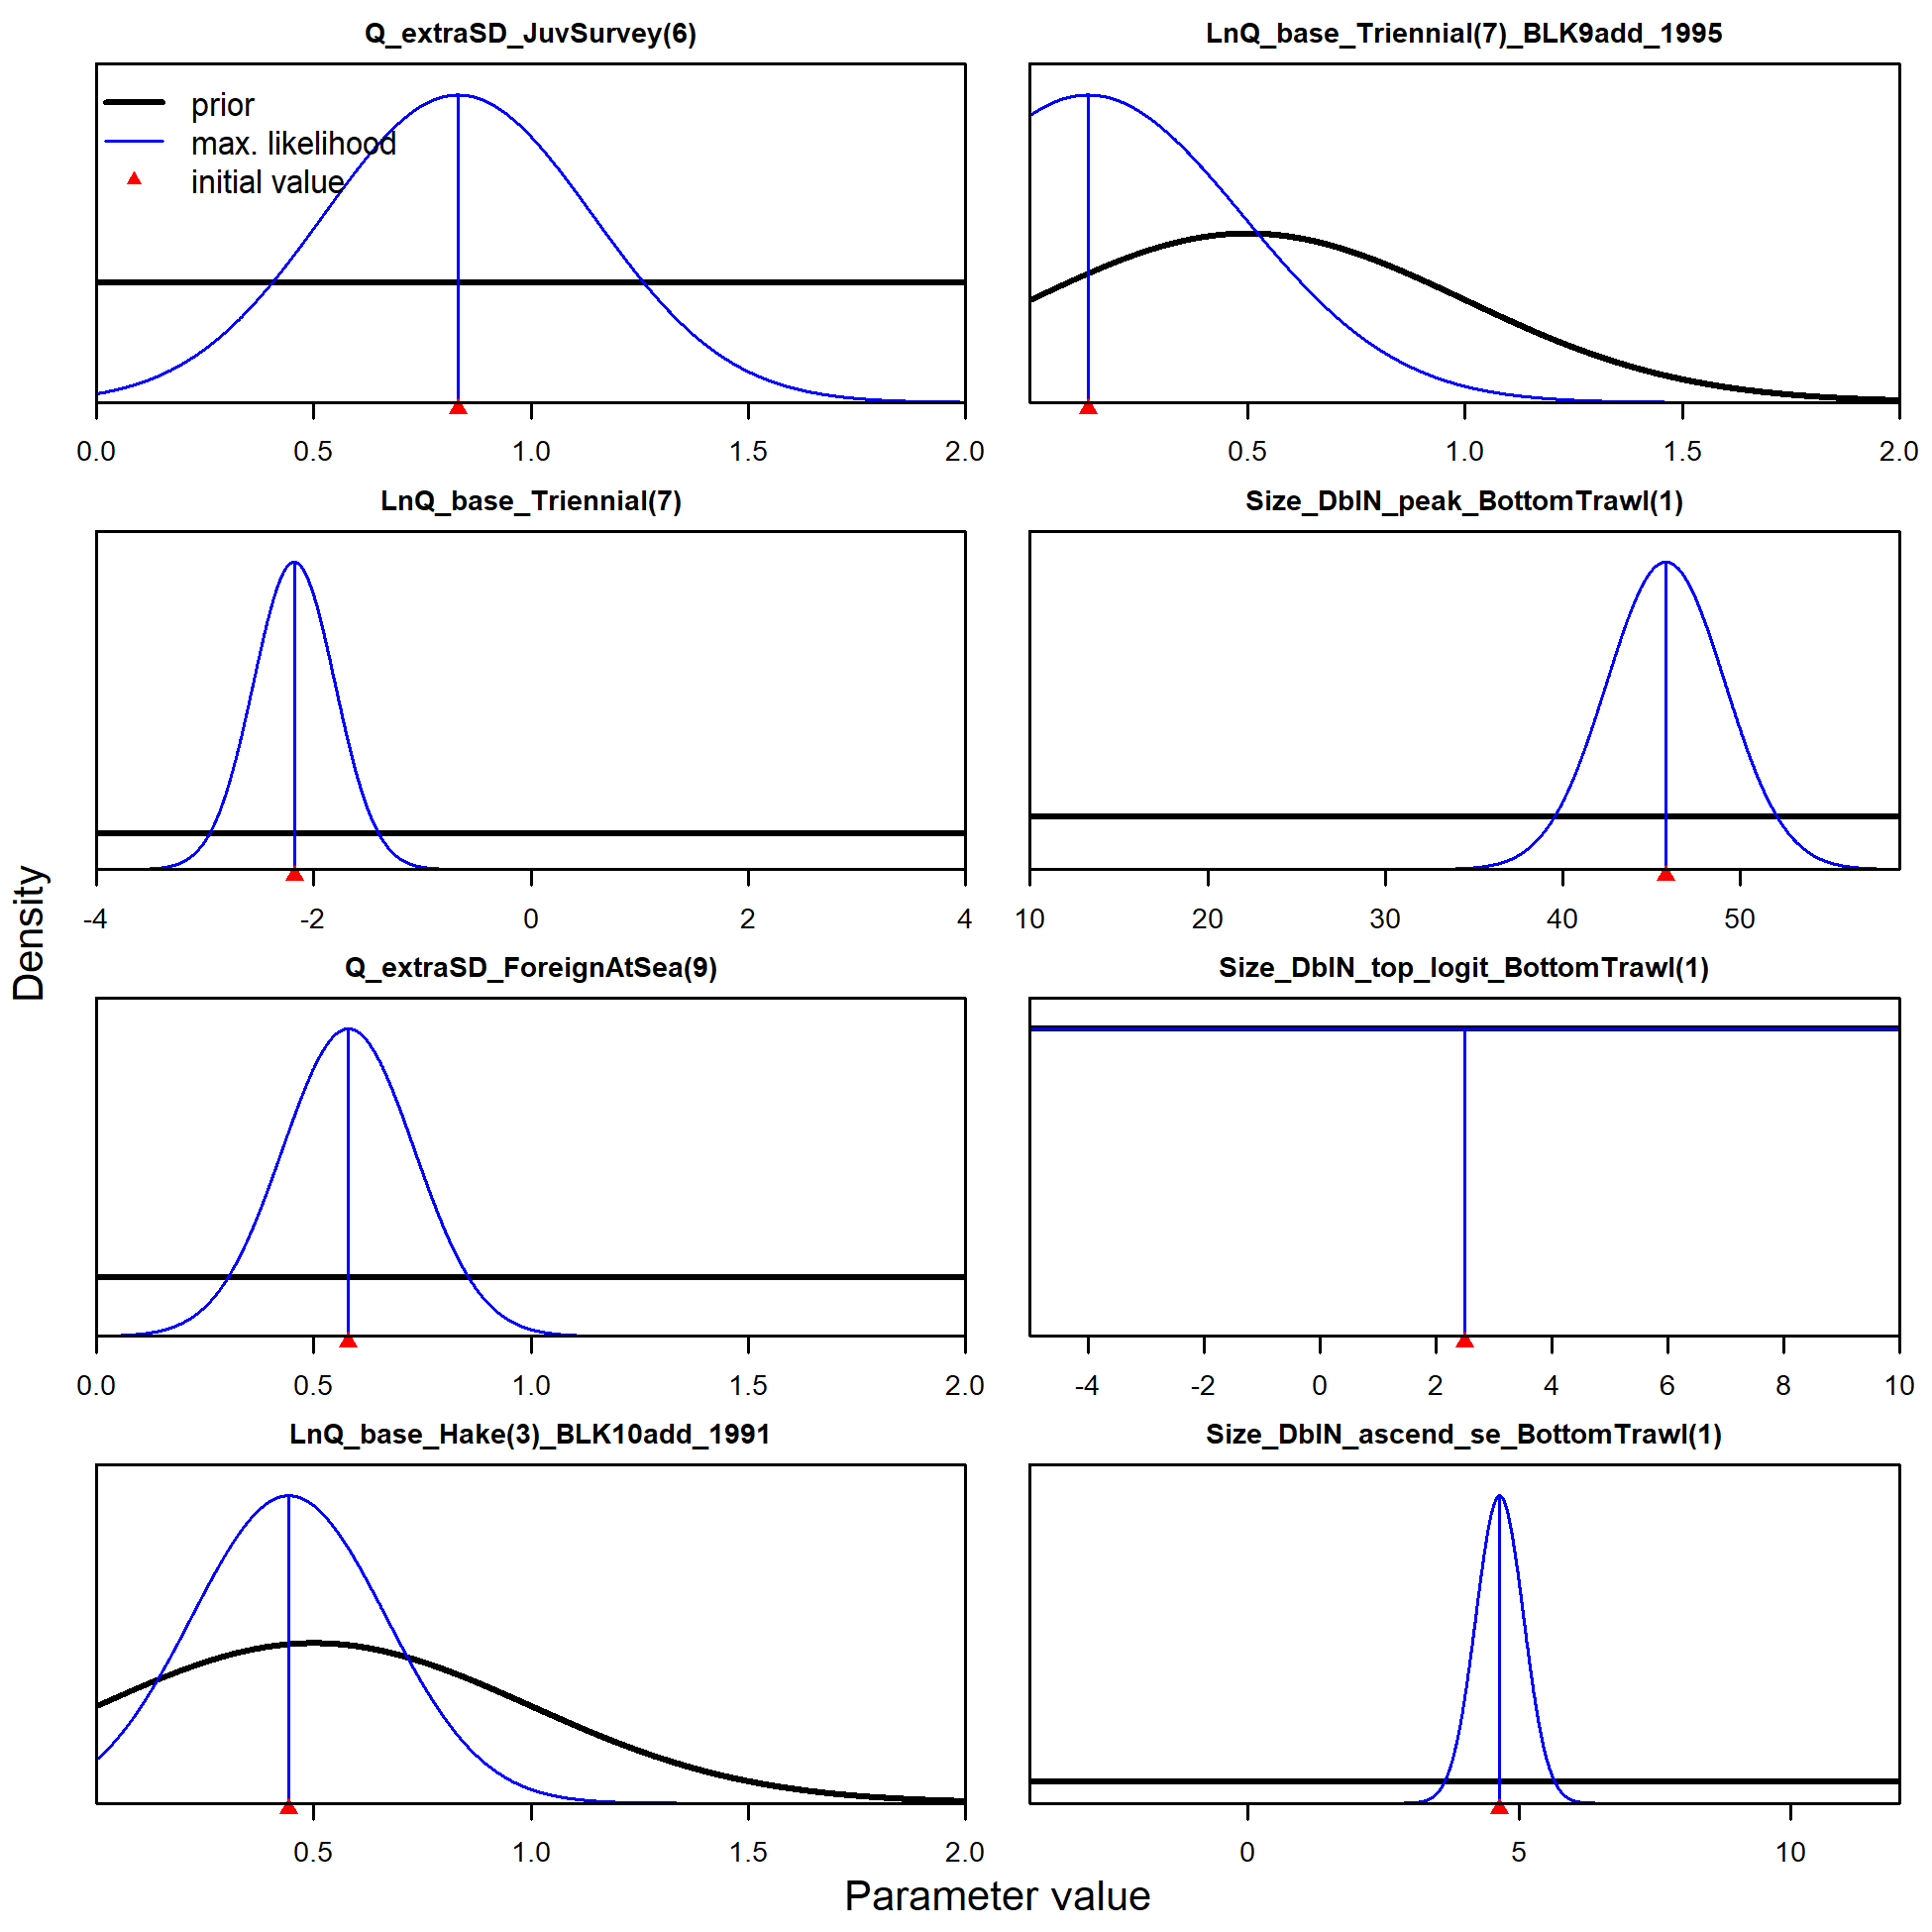 Q_extraSD_JuvSurvey(6)
prior
max. likelihood
initial value
0.0 0.5 1.0 1.5 2.0
LnQ_base_Triennial(7)_BLK9add_1995
0.5 1.0 1.5 2.0
LnQ_base_Triennial(7)
-4 -2 0 2 4
Size_DblN_peak_BottomTrawl(1)
10 20 30 40 50
Q_extraSD_ForeignAtSea(9)
0.0 0.5 1.0 1.5 2.0
Size_DblN_top_logit_BottomTrawl(1)
-4 -2 0 2 4 6 8 10
LnQ_base_Hake(3)_BLK10add_1991
0.5 1.0 1.5 2.0
Size_DblN_ascend_se_BottomTrawl(1)
0 5 10
Density
Parameter value